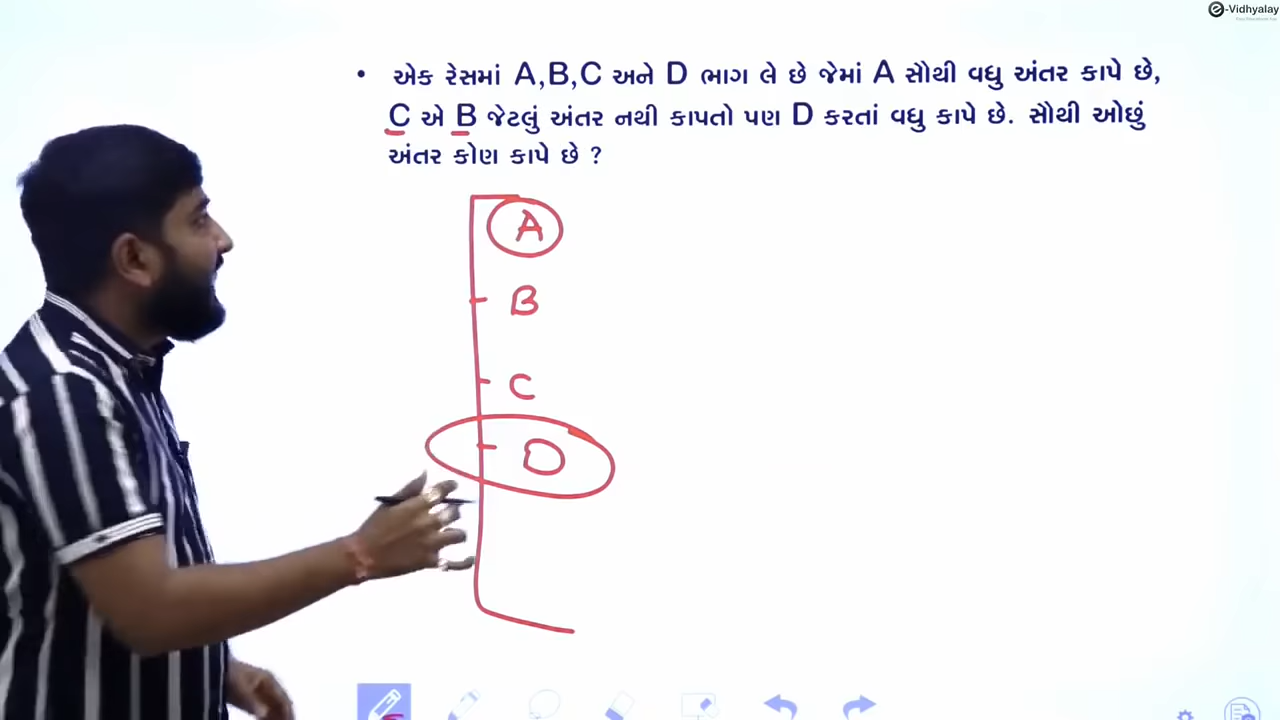 e-Vidhyalay
• એક રેસમાં A,B,C અને D ભાગ લે છે જેમાં A સૌથી વધુ અંતર કાપે છે,
C એ B જેટલું અંતર નથી કાપતો પણ D કરતાં વધુ કાપે છે. સૌથી ઓછું
અંતર કોણ કાપે છે ?
A
B
C
D